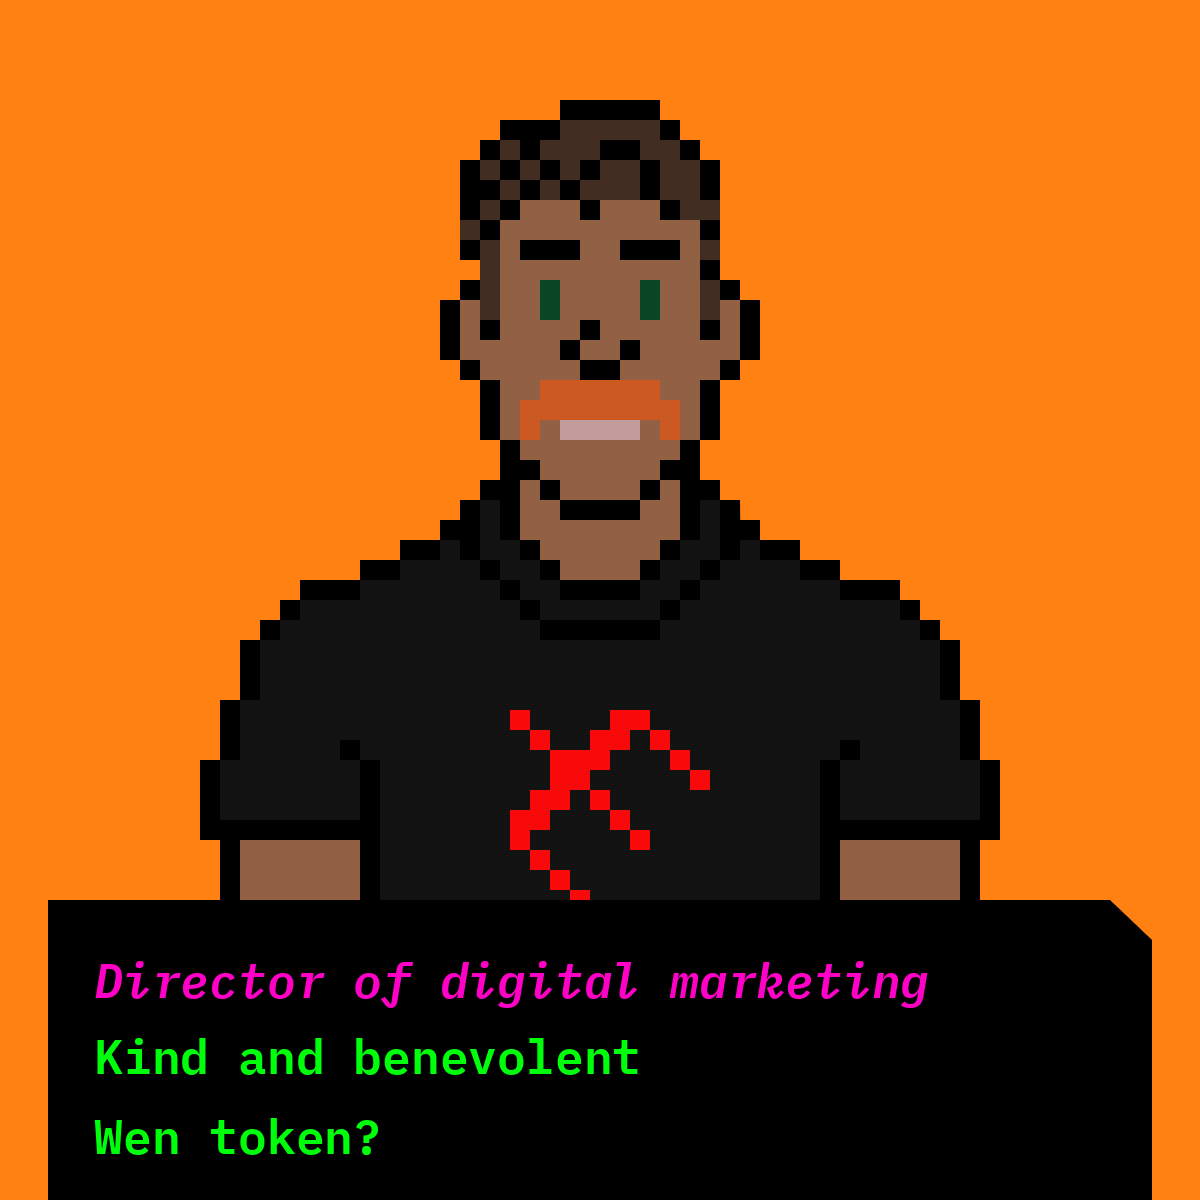 Director of digital marketing
Kind and benevolent
Wen token?